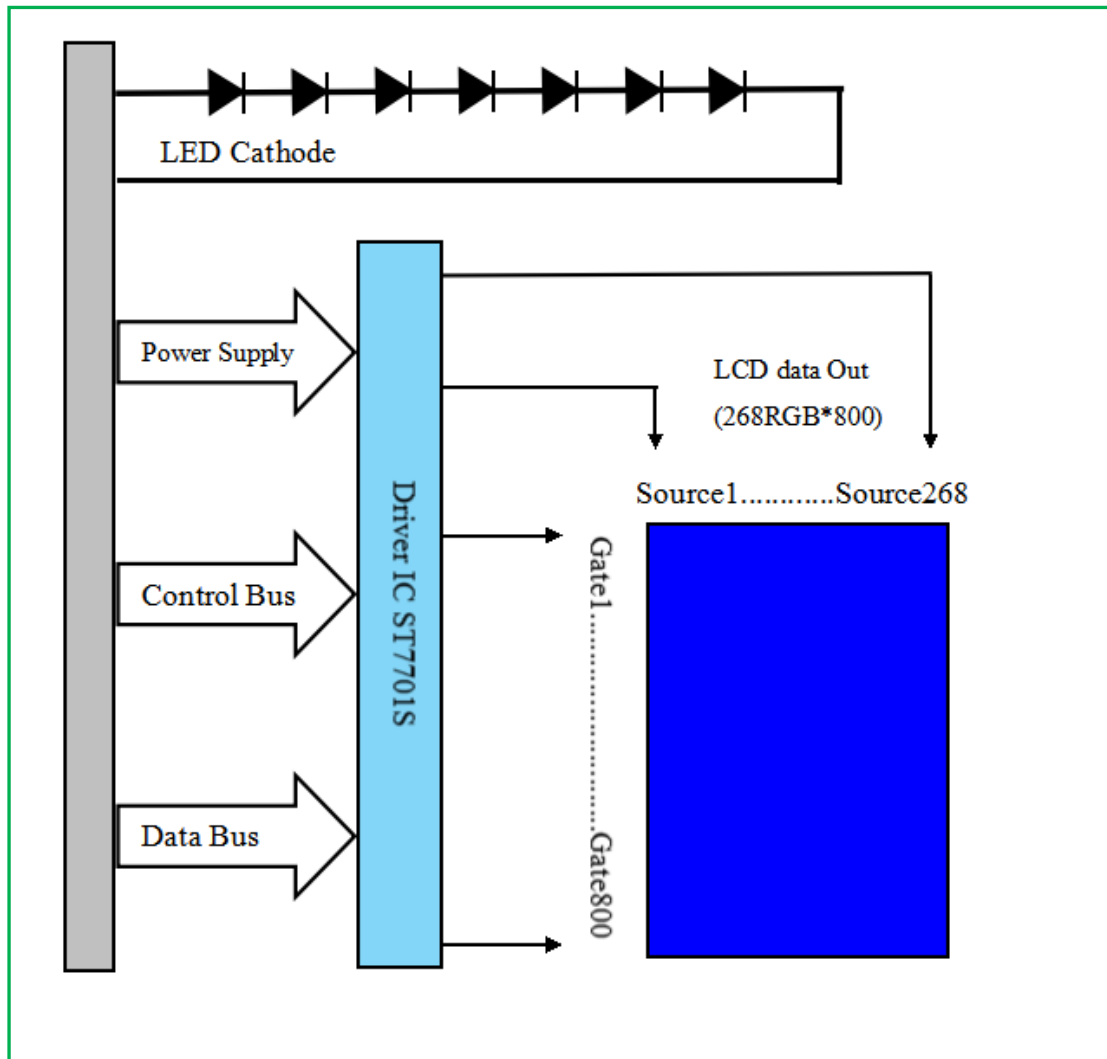 LED Cathode
Power Supply
LCD data Out
(268RGB*800)
Source1............Source268
Driver IC ST7701S
Gate1..............................Gate800
Control Bus
Data Bus